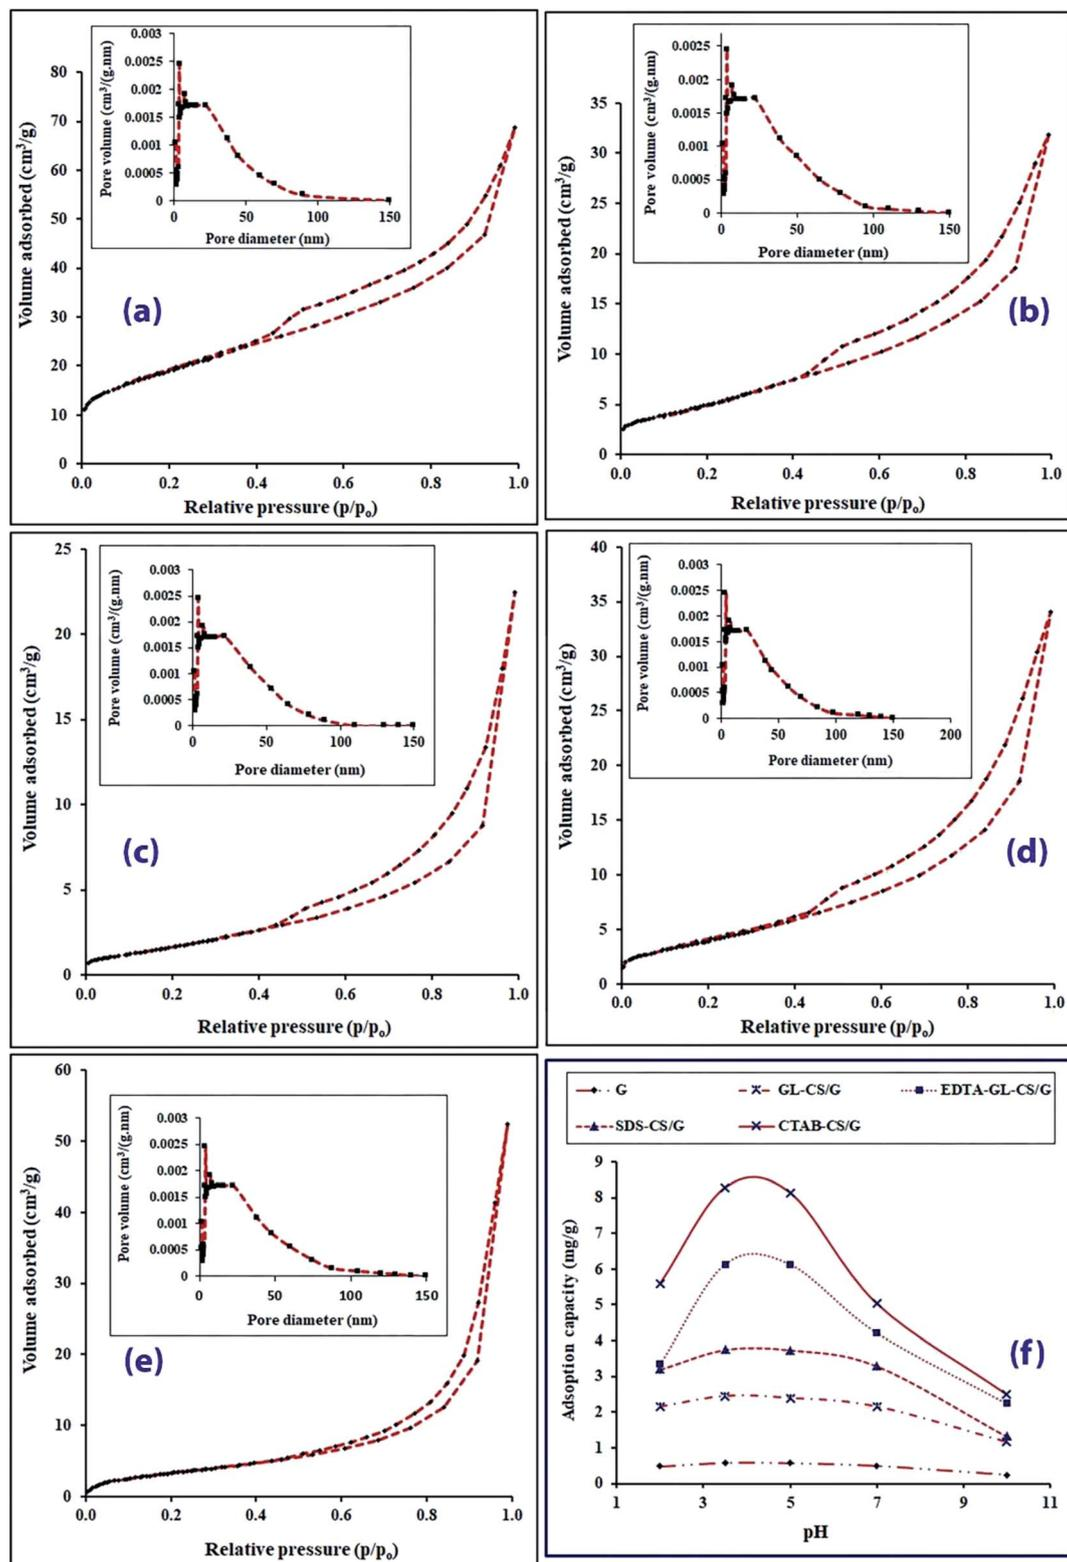 0.003
0.0025
0.002
0.0015
0.001
0.0005
0
0 50 100 150
Pore volume (cm³/(g.nm)
Pore diameter (nm)
80
70
60
50
40
30
20
10
0
0.0 0.2 0.4 0.6 0.8 1.0
Volume adsorbed (cm³/g)
Relative pressure (p/pₒ)
(a)
0.0025
0.002
0.0015
0.001
0.0005
0
0 50 100 150
Pore volume (cm³/(g.nm)
Pore diameter (nm)
35
30
25
20
15
10
5
0
0.0 0.2 0.4 0.6 0.8 1.0
Volume adsorbed (cm³/g)
Relative pressure (p/pₒ)
(b)
0.003
0.0025
0.002
0.0015
0.001
0.0005
0
0 50 100 150
Pore volume (cm³/(g.nm)
Pore diameter (nm)
25
20
15
10
5
0
0.0 0.2 0.4 0.6 0.8 1.0
Volume adsorbed (cm³/g)
Relative pressure (p/pₒ)
(c)
0.003
0.0025
0.002
0.0015
0.001
0.0005
0
0 50 100 150 200
Pore volume (cm³/(g.nm)
Pore diameter (nm)
40
35
30
25
20
15
10
5
0
0.0 0.2 0.4 0.6 0.8 1.0
Volume adsorbed (cm³/g)
Relative pressure (p/pₒ)
(d)
0.003
0.0025
0.002
0.0015
0.001
0.0005
0
0 50 100 150
Pore volume (cm³/(g.nm)
Pore diameter (nm)
60
50
40
30
20
10
0
0.0 0.2 0.4 0.6 0.8 1.0
Volume adsorbed (cm³/g)
Relative pressure (p/pₒ)
(e)
G GL-CS/G EDTA-GL-CS/G
SDS-CS/G CTAB-CS/G
9
8
7
6
5
4
3
2
1
0
1 3 5 7 9 11
Adsoption capacity (mg/g)
pH
(f)